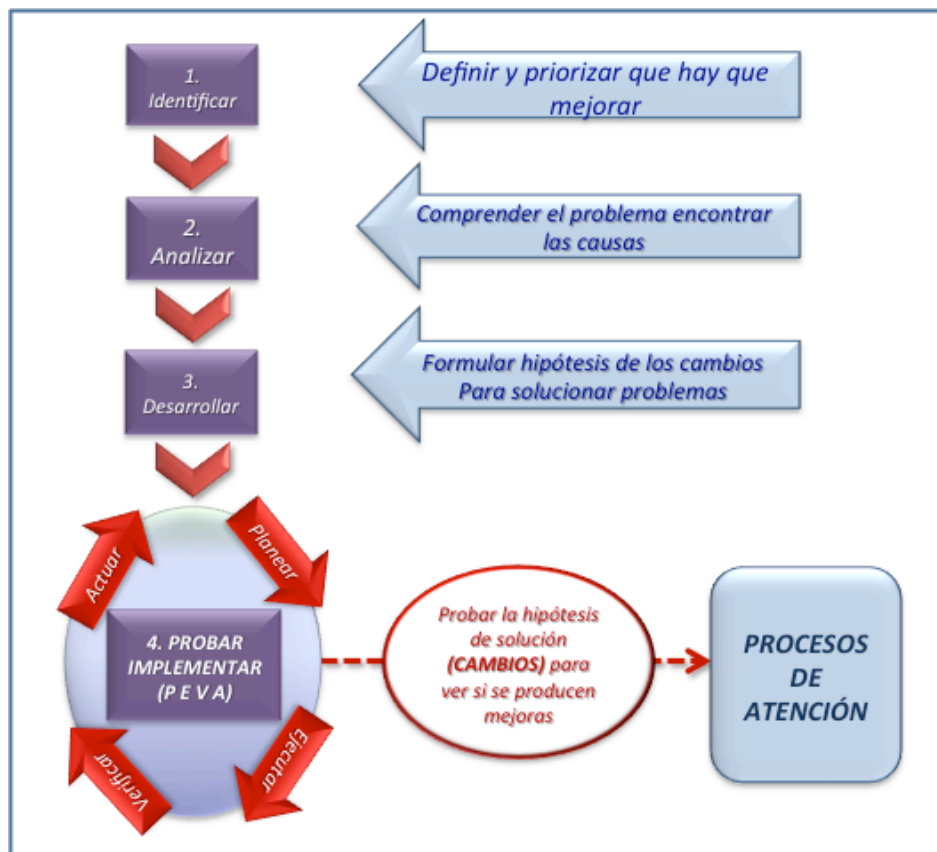 1.
Identificar
Definir y priorizar que hay que
mejorar
2.
Analizar
Comprender el problema encontrar
las causas
3.
Desarrollar
Formular hipótesis de los cambios
Para solucionar problemas
Actuar
Planear
4. PROBAR
IMPLEMENTAR
(P E V A)
Verificar
Ejecutar
Probar la hipótesis
de solución
(CAMBIOS) para
ver si se producen
mejoras
PROCESOS
DE
ATENCIÓN